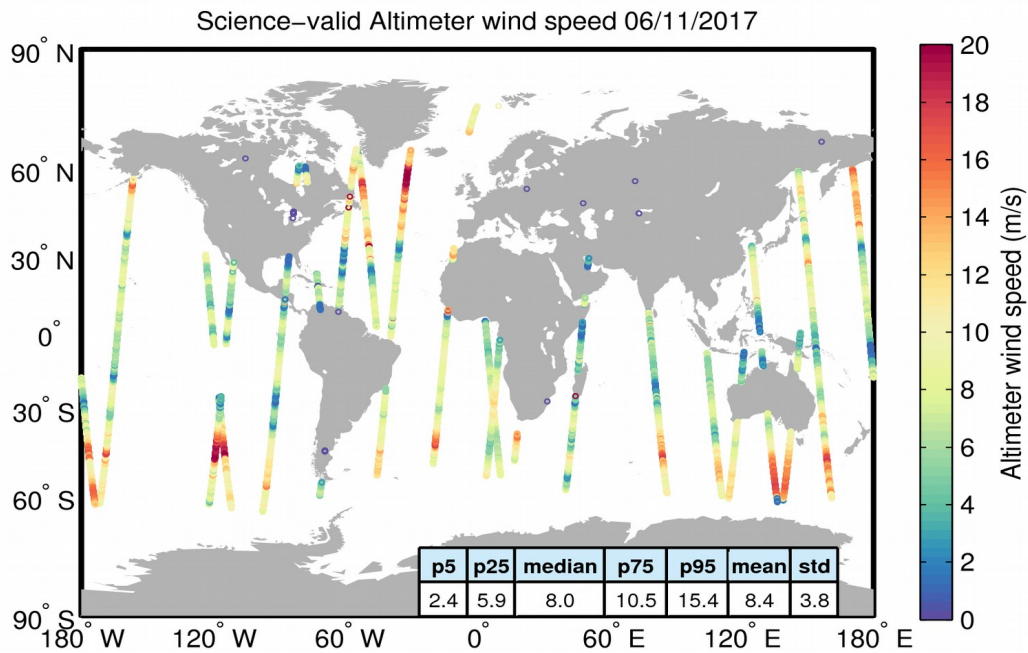 Science-valid Altimeter wind speed 06/11/2017
90° N
60° N
30° N
0°
30° S
60° S
90° S
180° W
120° W
60° W
0°
60° E
120° E
180° E
p5 p25 median p75 p95 mean std
2.4 5.9 8.0 10.5 15.4 8.4 3.8
20
18
16
14
12
10
8
6
4
2
0
Altimeter wind speed (m/s)